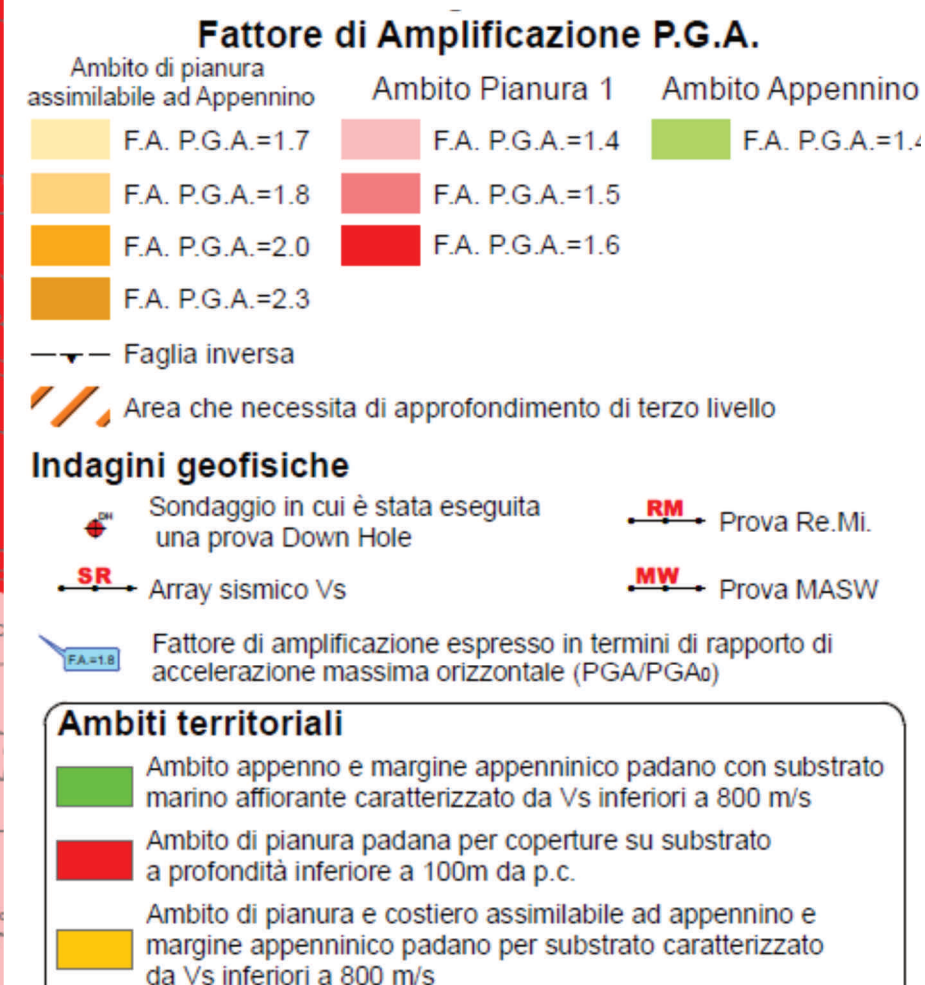 Fattore di Amplificazione P.G.A.
Ambito di pianura
assimilabile ad Appennino
Ambito Pianura 1
Ambito Appennino
F.A. P.G.A.=1.7
F.A. P.G.A.=1.4
F.A. P.G.A.=1.4
F.A. P.G.A.=1.8
F.A. P.G.A.=1.5
F.A. P.G.A.=2.0
F.A. P.G.A.=1.6
F.A. P.G.A.=2.3
Faglia inversa
Area che necessita di approfondimento di terzo livello
Indagini geofisiche
DH
Sondaggio in cui è stata eseguita
una prova Down Hole
RM
Prova Re.Mi.
SR
Array sismico Vs
MW
Prova MASW
F.A.=1.8
Fattore di amplificazione espresso in termini di rapporto di
accelerazione massima orizzontale (PGA/PGA0)
Ambiti territoriali
Ambito appenno e margine appenninico padano con substrato
marino affiorante caratterizzato da Vs inferiori a 800 m/s
Ambito di pianura padana per coperture su substrato
a profondità inferiore a 100m da p.c.
Ambito di pianura e costiero assimilabile ad appennino e
margine appenninico padano per substrato caratterizzato
da Vs inferiori a 800 m/s